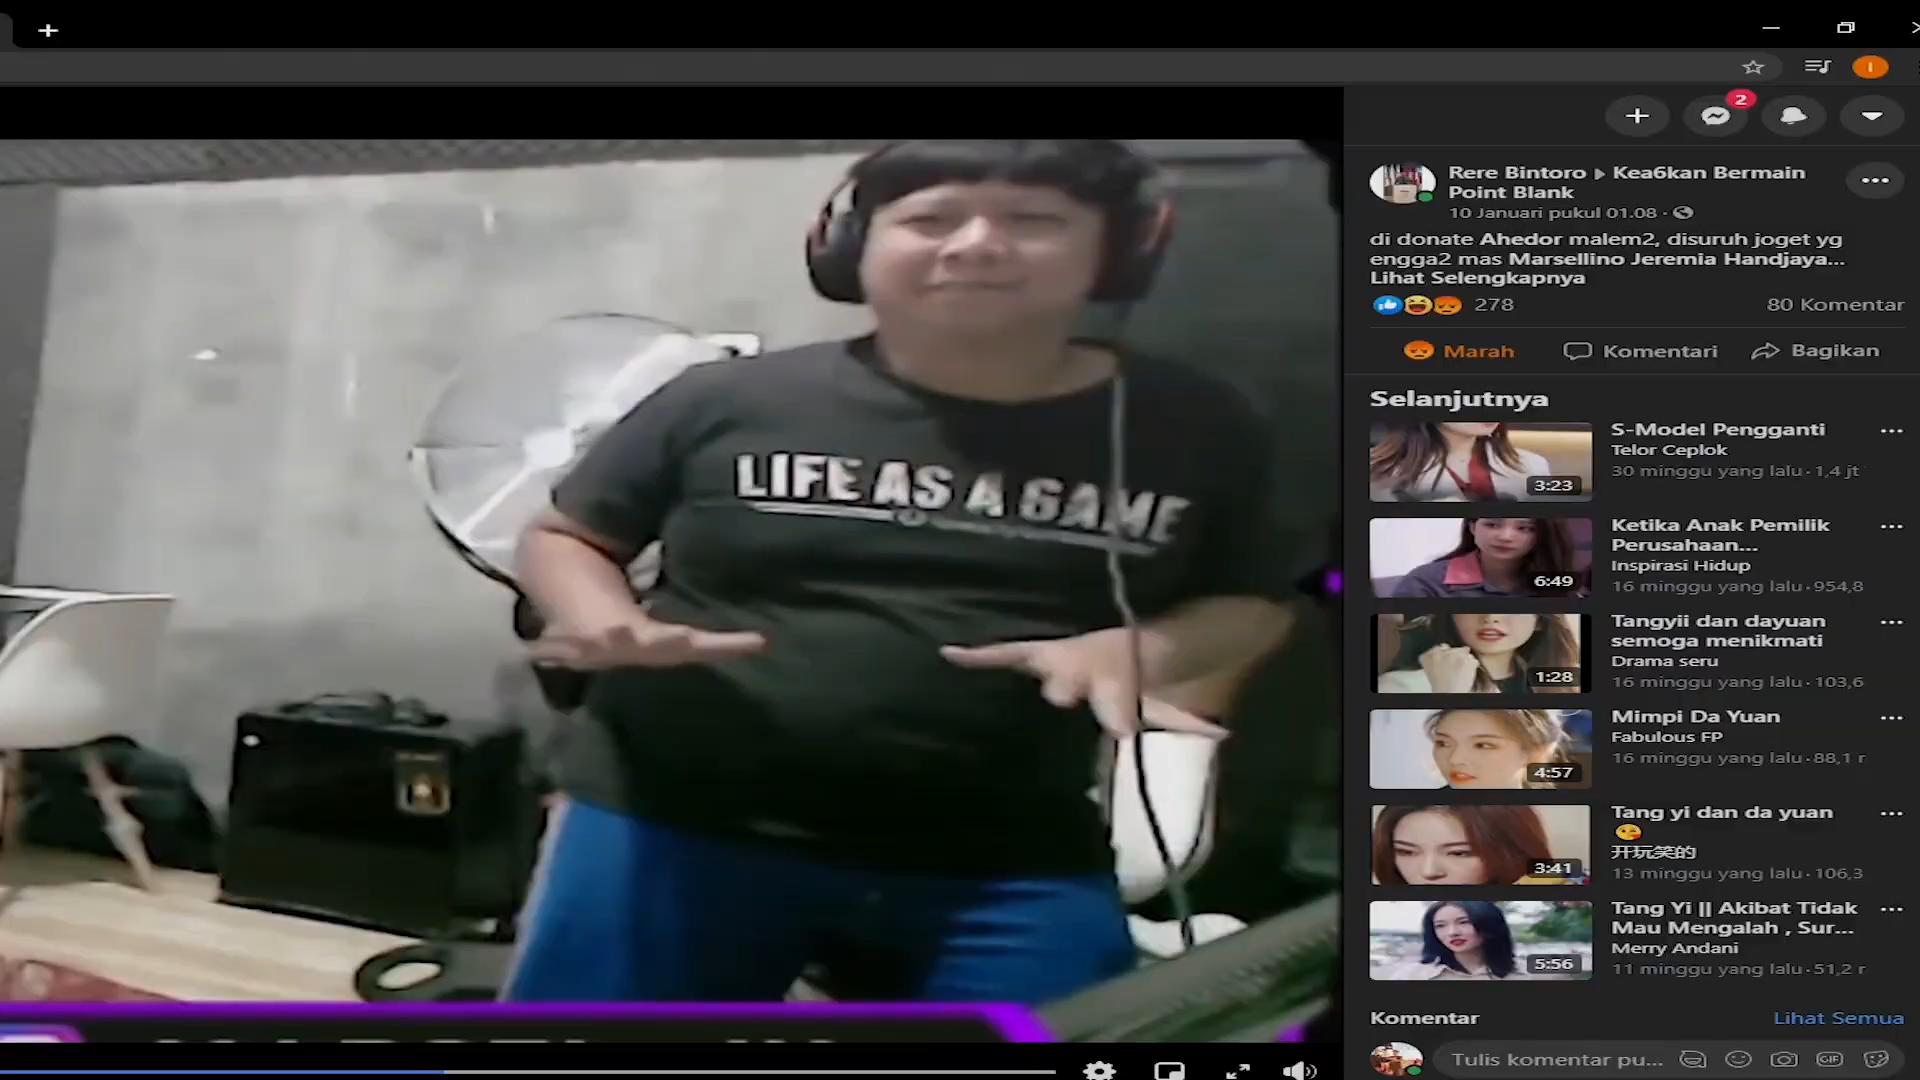 LIFE AS A GAME
I
2
Rere Bintoro ▸ Kea6kan Bermain
Point Blank
10 Januari pukul 01.08 ·
di donate Ahedor malem2, disuruh joget yg
engga2 mas Marsellino Jeremia Handjaya...
Lihat Selengkapnya
278
80 Komentar
Marah
Komentari
Bagikan
Selanjutnya
S-Model Pengganti
Telor Ceplok
30 minggu yang lalu · 1,4 jt
3:23
Ketika Anak Pemilik
Perusahaan...
Inspirasi Hidup
16 minggu yang lalu · 954,8
6:49
Tangyii dan dayuan
semoga menikmati
Drama seru
16 minggu yang lalu · 103,6
1:28
Mimpi Da Yuan
Fabulous FP
16 minggu yang lalu · 88,1 r
4:57
Tang yi dan da yuan
😘
开玩笑的
13 minggu yang lalu · 106,3
3:41
Tang Yi || Akibat Tidak
Mau Mengalah , Sur...
Merry Andani
11 minggu yang lalu · 51,2 r
5:56
Komentar
Lihat Semua
Tulis komentar pu...
GIF